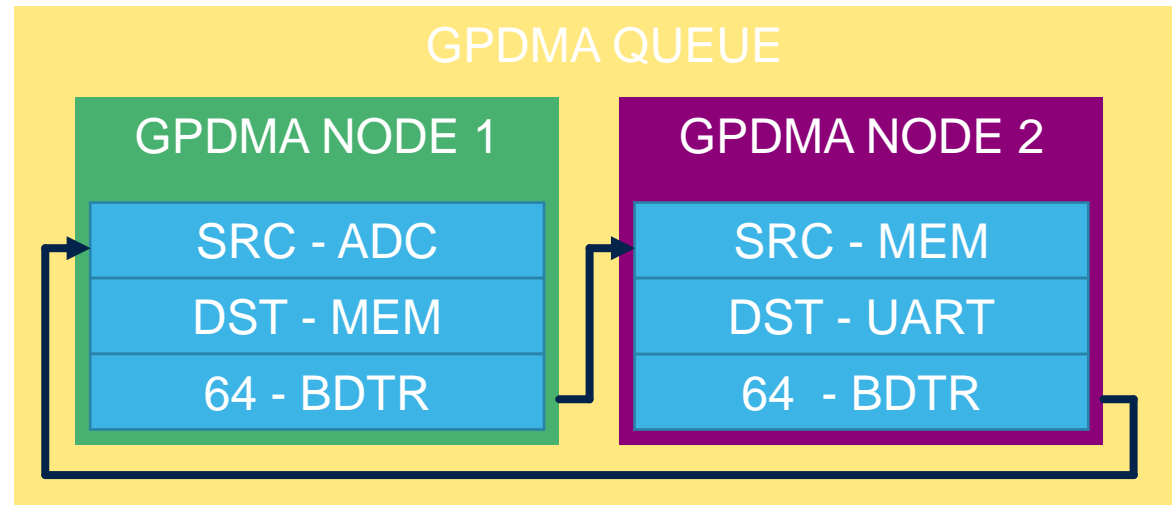 GPDMA QUEUE
GPDMA NODE 1
SRC - ADC
DST - MEM
64 - BDTR
GPDMA NODE 2
SRC - MEM
DST - UART
64 - BDTR